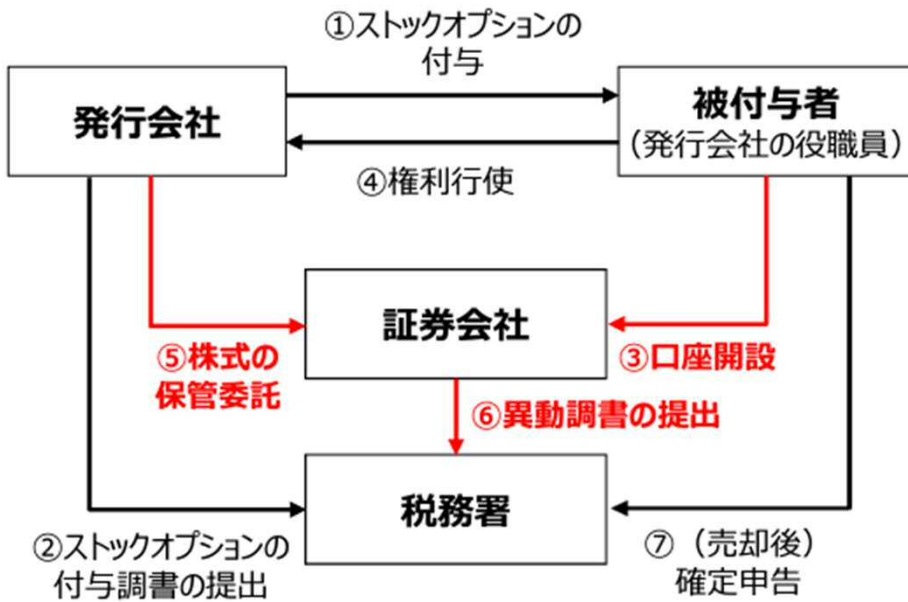 ①ストックオプションの
付与
発行会社
被付与者
（発行会社の役職員）
④権利行使
証券会社
⑤株式の
保管委託
③口座開設
⑥異動調書の提出
税務署
②ストックオプションの
付与調書の提出
⑦（売却後）
確定申告